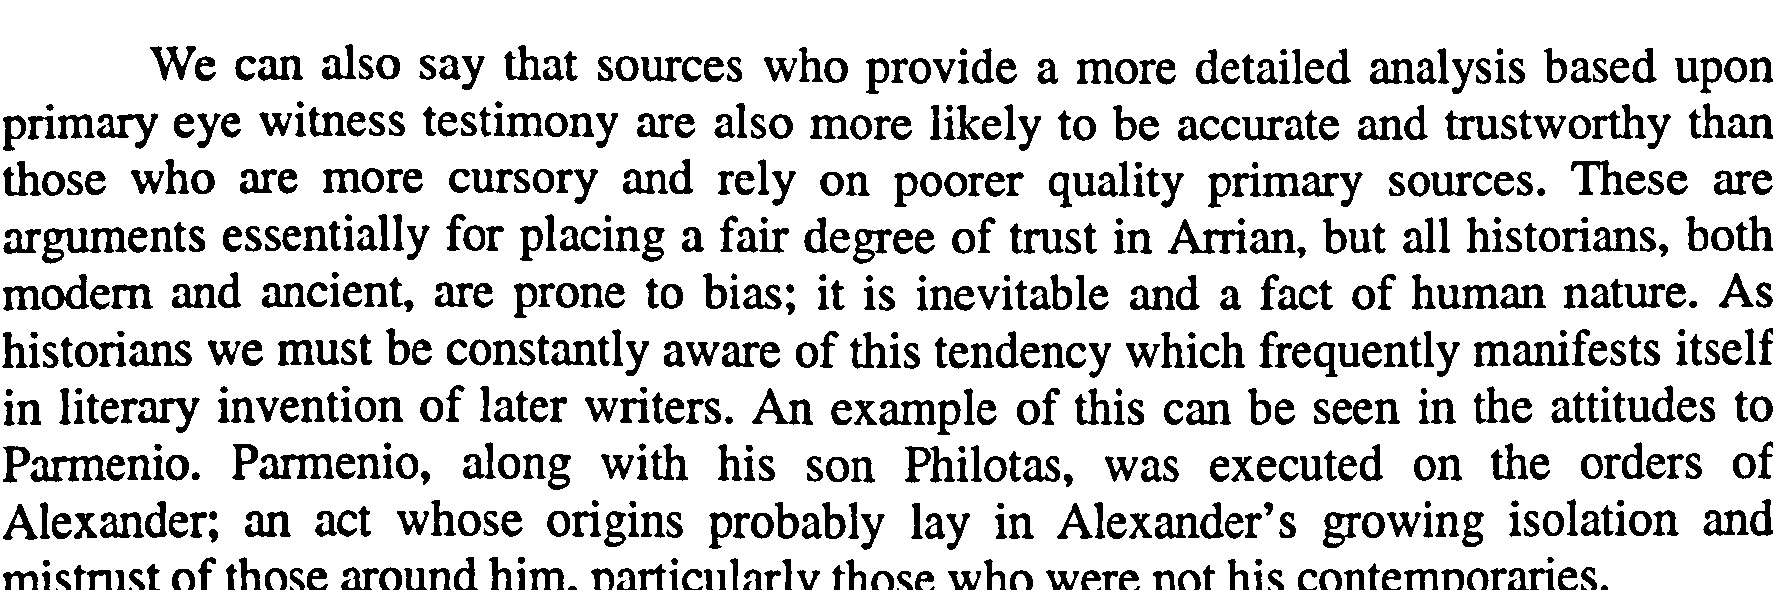 We can also say that sources who provide a more detailed analysis based upon
primary eye witness testimony are also more likely to be accurate and trustworthy than
those who are more cursory and rely on poorer quality primary sources. These are
arguments essentially for placing a fair degree of trust in Arrian, but all historians, both
modern and ancient, are prone to bias; it is inevitable and a fact of human nature. As
historians we must be constantly aware of this tendency which frequently manifests itself
in literary invention of later writers. An example of this can be seen in the attitudes to
Parmenio. Parmenio, along with his son Philotas, was executed on the orders of
Alexander; an act whose origins probably lay in Alexander's growing isolation and
mistrust of those around him, particularly those who were not his contemporaries.